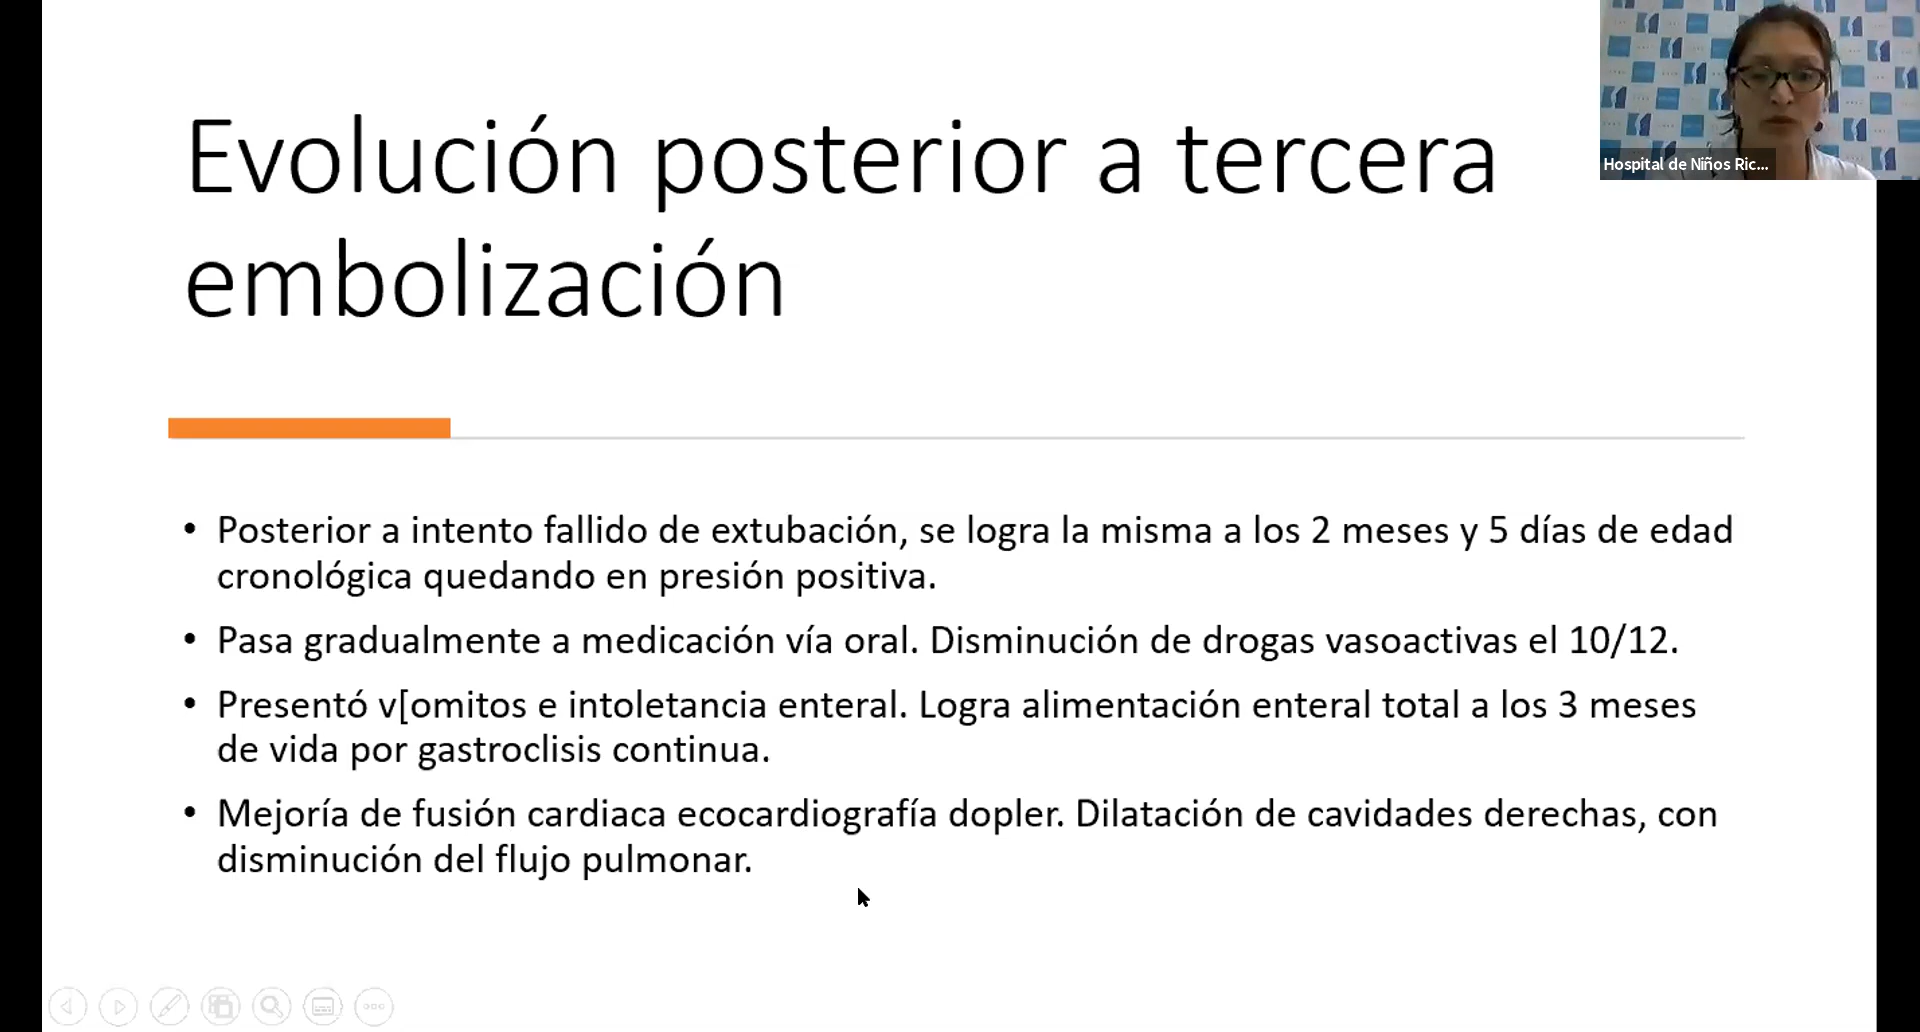 Evolución posterior a tercera
embolización
Hospital de Niños Ric...
• Posterior a intento fallido de extubación, se logra la misma a los 2 meses y 5 días de edad
cronológica quedando en presión positiva.
• Pasa gradualmente a medicación vía oral. Disminución de drogas vasoactivas el 10/12.
• Presentó v[omitos e intoletancia enteral. Logra alimentación enteral total a los 3 meses
de vida por gastroclisis continua.
• Mejoría de fusión cardiaca ecocardiografía dopler. Dilatación de cavidades derechas, con
disminución del flujo pulmonar.